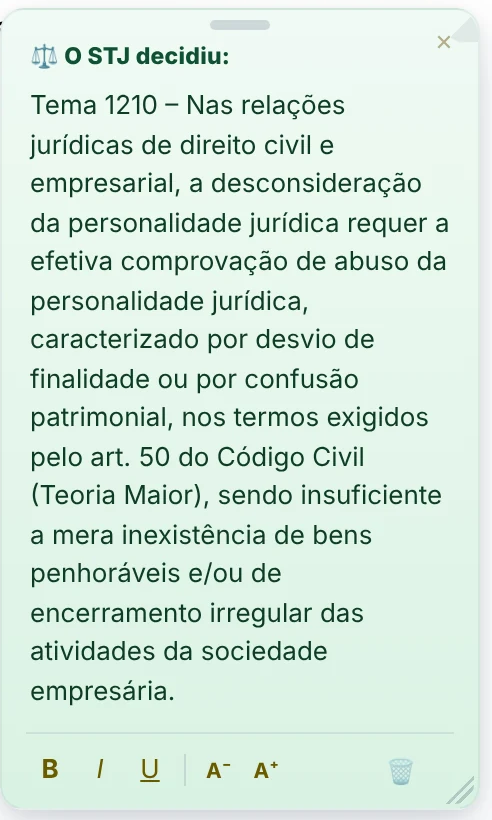 ⚖️ O STJ decidiu:
×
Tema 1210 – Nas relações
jurídicas de direito civil e
empresarial, a desconsideração
da personalidade jurídica requer a
efetiva comprovação de abuso da
personalidade jurídica,
caracterizado por desvio de
finalidade ou por confusão
patrimonial, nos termos exigidos
pelo art. 50 do Código Civil
(Teoria Maior), sendo insuficiente
a mera inexistência de bens
penhoráveis e/ou de
encerramento irregular das
atividades da sociedade
empresária.
B I U A⁻ A⁺